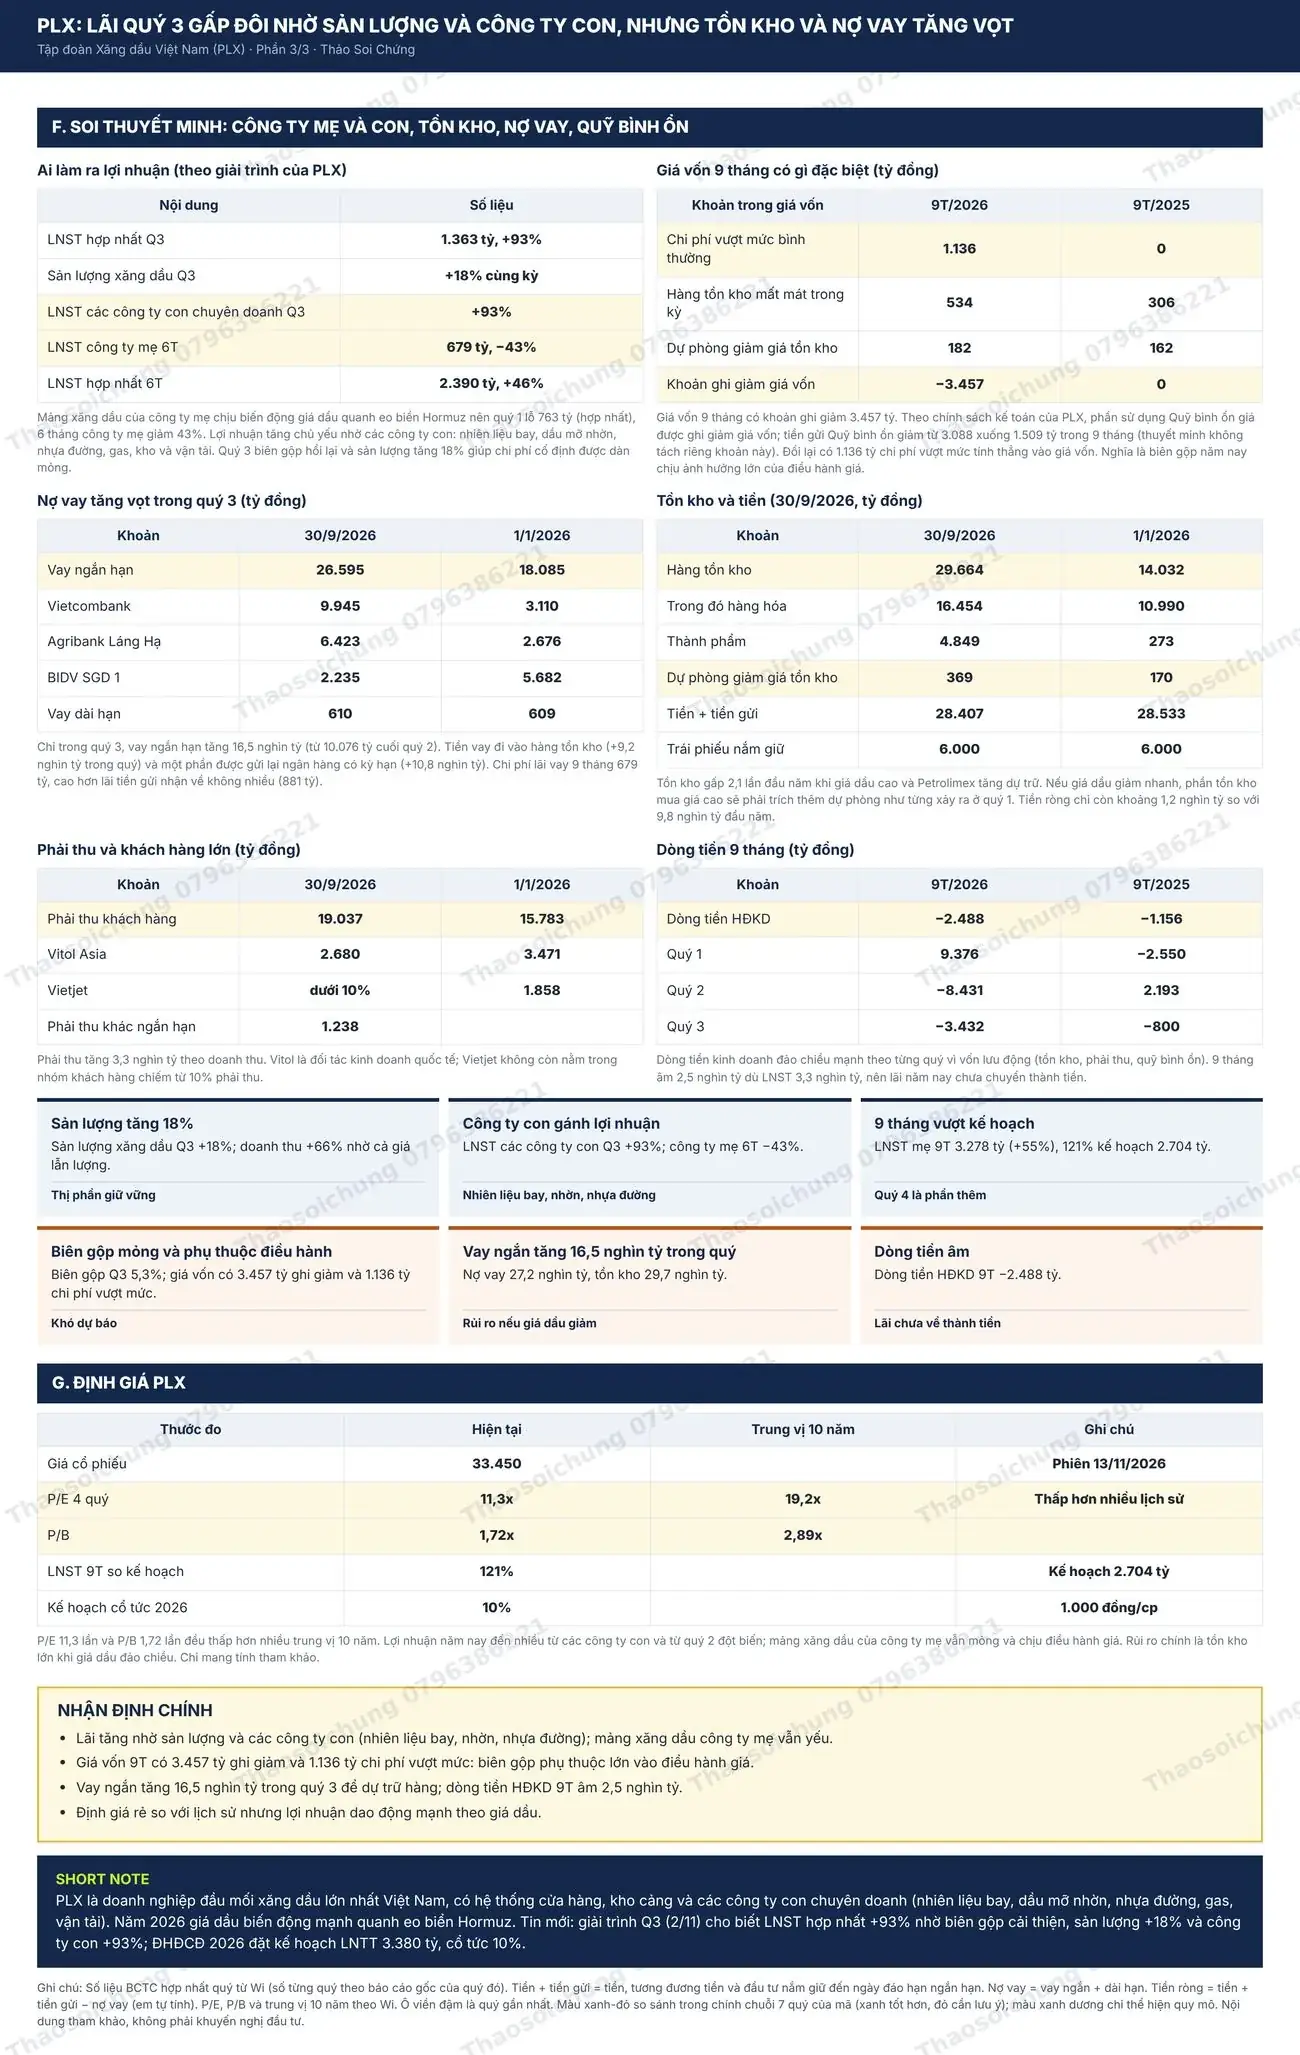 PLX: LÃI QUÝ 3 GẤP ĐÔI NHỜ SẢN LƯỢNG VÀ CÔNG TY CON, NHƯNG TỒN KHO VÀ NỢ VAY TĂNG VỌT
Tập đoàn Xăng dầu Việt Nam (PLX) · Phần 3/3 · Thảo Soi Chứng
F. SOI THUYẾT MINH: CÔNG TY MẸ VÀ CON, TỒN KHO, NỢ VAY, QUỸ BÌNH ỔN
Ai làm ra lợi nhuận (theo giải trình của PLX)
Nội dung Số liệu
LNST hợp nhất Q3 1.363 tỷ, +93%
Sản lượng xăng dầu Q3 +18% cùng kỳ
LNST các công ty con chuyên doanh Q3 +93%
LNST công ty mẹ 6T 679 tỷ, −43%
LNST hợp nhất 6T 2.390 tỷ, +46%
Mảng xăng dầu của công ty mẹ chịu biến động giá dầu quanh eo biển Hormuz nên quý 1 lỗ 763 tỷ (hợp nhất),
6 tháng công ty mẹ giảm 43%. Lợi nhuận tăng chủ yếu nhờ các công ty con: nhiên liệu bay, dầu mỡ nhờn,
nhựa đường, gas, kho và vận tải. Quý 3 biên gộp hồi lại và sản lượng tăng 18% giúp chi phí cố định được dàn
mỏng.
Giá vốn 9 tháng có gì đặc biệt (tỷ đồng)
Khoản trong giá vốn 9T/2026 9T/2025
Chi phí vượt mức bình
thường 1.136 0
Hàng tồn kho mất mát trong
kỳ 534 306
Dự phòng giảm giá tồn kho 182 162
Khoản ghi giảm giá vốn −3.457 0
Giá vốn 9 tháng có khoản ghi giảm 3.457 tỷ. Theo chính sách kế toán của PLX, phần sử dụng Quỹ bình ổn giá
được ghi giảm giá vốn; tiền gửi Quỹ bình ổn giảm từ 3.088 xuống 1.509 tỷ trong 9 tháng (thuyết minh không
tách riêng khoản này). Đổi lại có 1.136 tỷ chi phí vượt mức tính thẳng vào giá vốn. Nghĩa là biên gộp năm nay
chịu ảnh hưởng lớn của điều hành giá.
Nợ vay tăng vọt trong quý 3 (tỷ đồng)
Khoản 30/9/2026 1/1/2026
Vay ngắn hạn 26.595 18.085
Vietcombank 9.945 3.110
Agribank Láng Hạ 6.423 2.676
BIDV SGD 1 2.235 5.682
Vay dài hạn 610 609
Chỉ trong quý 3, vay ngắn hạn tăng 16,5 nghìn tỷ (từ 10.076 tỷ cuối quý 2). Tiền vay đi vào hàng tồn kho (+9,2
nghìn tỷ trong quý) và một phần được gửi lại ngân hàng có kỳ hạn (+10,8 nghìn tỷ). Chi phí lãi vay 9 tháng 679
tỷ, cao hơn lãi tiền gửi nhận về không nhiều (881 tỷ).
Tồn kho và tiền (30/9/2026, tỷ đồng)
Khoản 30/9/2026 1/1/2026
Hàng tồn kho 29.664 14.032
Trong đó hàng hóa 16.454 10.990
Thành phẩm 4.849 273
Dự phòng giảm giá tồn kho 369 170
Tiền + tiền gửi 28.407 28.533
Trái phiếu nắm giữ 6.000 6.000
Tồn kho gấp 2,1 lần đầu năm khi giá dầu cao và Petrolimex tăng dự trữ. Nếu giá dầu giảm nhanh, phần tồn kho
mua giá cao sẽ phải trích thêm dự phòng như từng xảy ra ở quý 1. Tiền ròng chỉ còn khoảng 1,2 nghìn tỷ so với
9,8 nghìn tỷ đầu năm.
Phải thu và khách hàng lớn (tỷ đồng)
Khoản 30/9/2026 1/1/2026
Phải thu khách hàng 19.037 15.783
Vitol Asia 2.680 3.471
Vietjet dưới 10% 1.858
Phải thu khác ngắn hạn 1.238
Phải thu tăng 3,3 nghìn tỷ theo doanh thu. Vitol là đối tác kinh doanh quốc tế; Vietjet không còn nằm trong
nhóm khách hàng chiếm từ 10% phải thu.
Dòng tiền 9 tháng (tỷ đồng)
Khoản 9T/2026 9T/2025
Dòng tiền HĐKD −2.488 −1.156
Quý 1 9.376 −2.550
Quý 2 −8.431 2.193
Quý 3 −3.432 −800
Dòng tiền kinh doanh đảo chiều mạnh theo từng quý vì vốn lưu động (tồn kho, phải thu, quỹ bình ổn). 9 tháng
âm 2,5 nghìn tỷ dù LNST 3,3 nghìn tỷ, nên lãi năm nay chưa chuyển thành tiền.
Sản lượng tăng 18%
Sản lượng xăng dầu Q3 +18%; doanh thu +66% nhờ cả giá
lẫn lượng.
Thị phần giữ vững
Công ty con gánh lợi nhuận
LNST các công ty con Q3 +93%; công ty mẹ 6T −43%.
Nhiên liệu bay, nhờn, nhựa đường
9 tháng vượt kế hoạch
LNST mẹ 9T 3.278 tỷ (+55%), 121% kế hoạch 2.704 tỷ.
Quý 4 là phần thêm
Biên gộp mỏng và phụ thuộc điều hành
Biên gộp Q3 5,3%; giá vốn có 3.457 tỷ ghi giảm và 1.136 tỷ
chi phí vượt mức.
Khó dự báo
Vay ngắn tăng 16,5 nghìn tỷ trong quý
Nợ vay 27,2 nghìn tỷ, tồn kho 29,7 nghìn tỷ.
Rủi ro nếu giá dầu giảm
Dòng tiền âm
Dòng tiền HĐKD 9T −2.488 tỷ.
Lãi chưa về thành tiền
G. ĐỊNH GIÁ PLX
Thước đo Hiện tại Trung vị 10 năm Ghi chú
Giá cổ phiếu 33.450 Phiên 13/11/2026
P/E 4 quý 11,3x 19,2x Thấp hơn nhiều lịch sử
P/B 1,72x 2,89x
LNST 9T so kế hoạch 121% Kế hoạch 2.704 tỷ
Kế hoạch cổ tức 2026 10% 1.000 đồng/cp
P/E 11,3 lần và P/B 1,72 lần đều thấp hơn nhiều trung vị 10 năm. Lợi nhuận năm nay đến nhiều từ các công ty con và từ quý 2 đột biến; mảng xăng dầu của công ty mẹ vẫn mỏng và chịu điều hành giá. Rủi ro chính là tồn kho
lớn khi giá dầu đảo chiều. Chỉ mang tính tham khảo.
NHẬN ĐỊNH CHÍNH
• Lãi tăng nhờ sản lượng và các công ty con (nhiên liệu bay, nhờn, nhựa đường); mảng xăng dầu công ty mẹ vẫn yếu.
• Giá vốn 9T có 3.457 tỷ ghi giảm và 1.136 tỷ chi phí vượt mức: biên gộp phụ thuộc lớn vào điều hành giá.
• Vay ngắn tăng 16,5 nghìn tỷ trong quý 3 để dự trữ hàng; dòng tiền HĐKD 9T âm 2,5 nghìn tỷ.
• Định giá rẻ so với lịch sử nhưng lợi nhuận dao động mạnh theo giá dầu.
SHORT NOTE
PLX là doanh nghiệp đầu mối xăng dầu lớn nhất Việt Nam, có hệ thống cửa hàng, kho cảng và các công ty con chuyên doanh (nhiên liệu bay, dầu mỡ nhờn, nhựa đường, gas,
vận tải). Năm 2026 giá dầu biến động mạnh quanh eo biển Hormuz. Tin mới: giải trình Q3 (2/11) cho biết LNST hợp nhất +93% nhờ biên gộp cải thiện, sản lượng +18% và công
ty con +93%; ĐHĐCĐ 2026 đặt kế hoạch LNTT 3.380 tỷ, cổ tức 10%.
Ghi chú: Số liệu BCTC hợp nhất quý từ Wi (số từng quý theo báo cáo gốc của quý đó). Tiền + tiền gửi = tiền, tương đương tiền và đầu tư nắm giữ đến ngày đáo hạn ngắn hạn. Nợ vay = vay ngắn + dài hạn. Tiền ròng = tiền +
tiền gửi − nợ vay (em tự tính). P/E, P/B và trung vị 10 năm theo Wi. Ô viền đậm là quý gần nhất. Màu xanh-đỏ so sánh trong chính chuỗi 7 quý của mã (xanh tốt hơn, đỏ cần lưu ý); màu xanh dương chỉ thể hiện quy mô. Nội
dung tham khảo, không phải khuyến nghị đầu tư.
Thaosoichung 0796386221